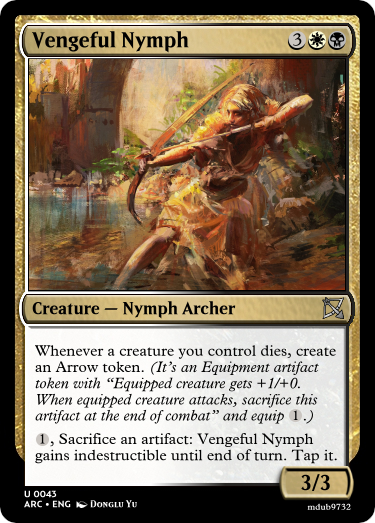 Vengeful Nymph 3
Creature — Nymph Archer
Whenever a creature you control dies, create
an Arrow token. (It's an Equipment artifact
token with “Equipped creature gets +1/+0.
When equipped creature attacks, sacrifice this
artifact at the end of combat” and equip 1.)
1, Sacrifice an artifact: Vengeful Nymph
gains indestructible until end of turn. Tap it.
3/3
U 0043
ARC • ENG Donglu Yu
mdub9732